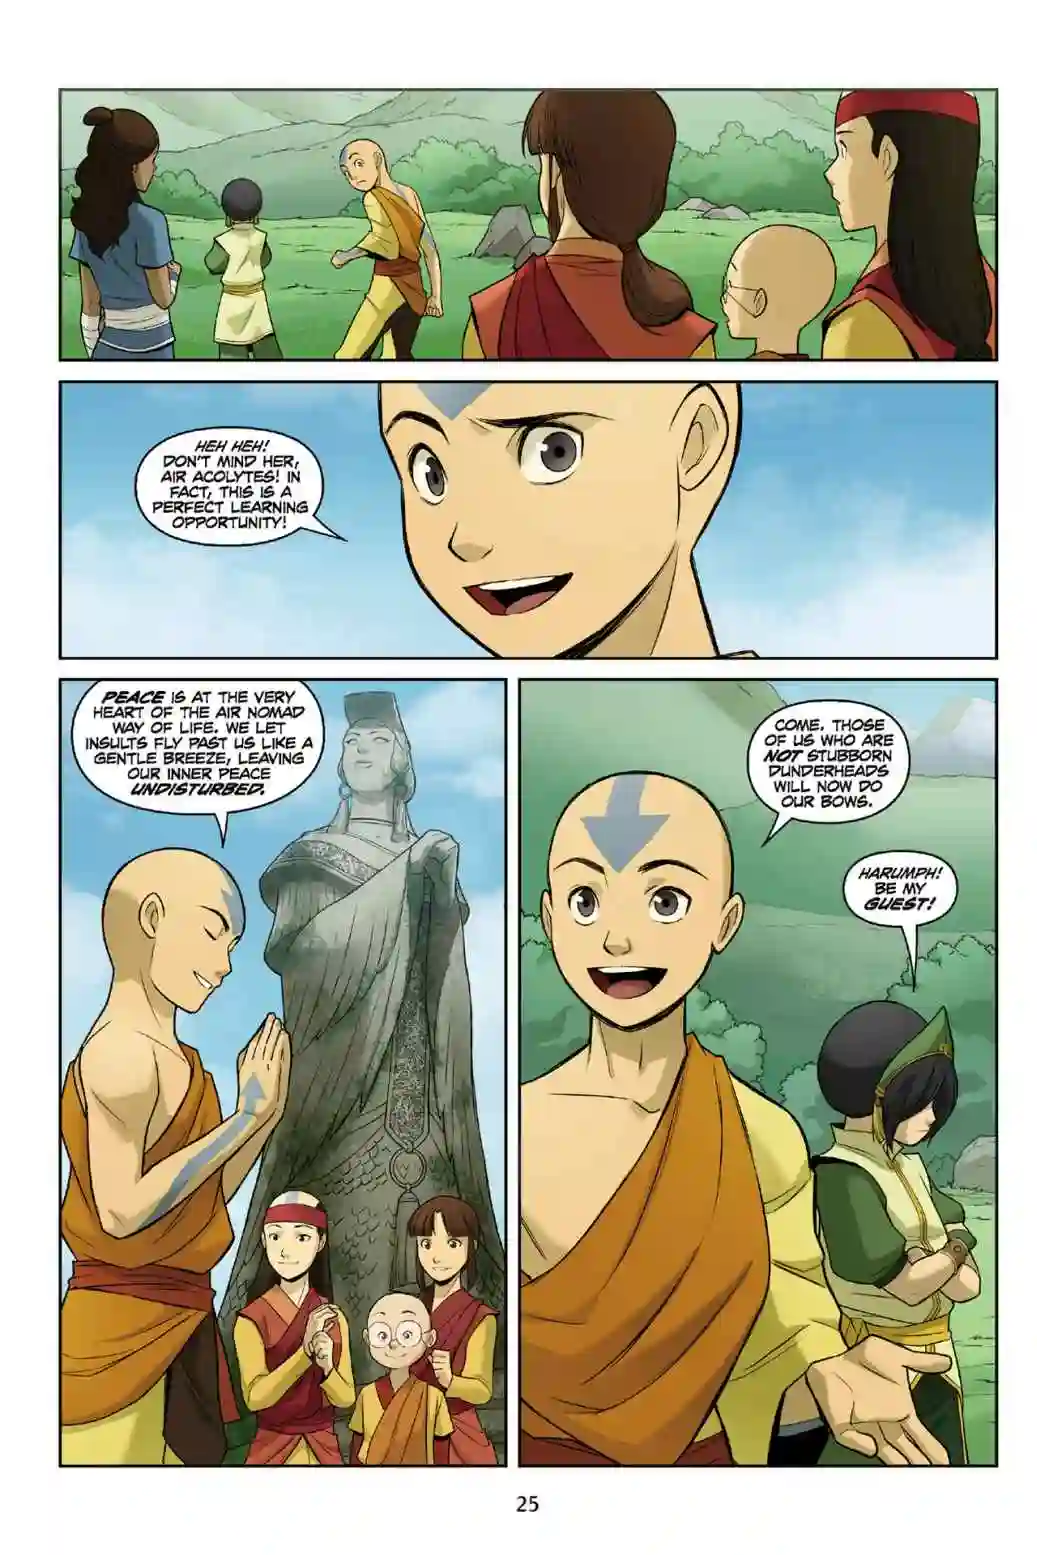 HEH HEH!
DON'T MIND HER,
AIR ACOLYTES! IN
FACT, THIS IS A
PERFECT LEARNING
OPPORTUNITY!
PEACE IS AT THE VERY
HEART OF THE AIR NOMAD
WAY OF LIFE. WE LET
INSULTS FLY PAST US LIKE A
GENTLE BREEZE, LEAVING
OUR INNER PEACE
UNDISTURBED.
COME. THOSE
OF US WHO ARE
NOT STUBBORN
DUNDERHEADS
WILL NOW DO
OUR BOWS.
HARUMPH!
BE MY
GUEST!
25